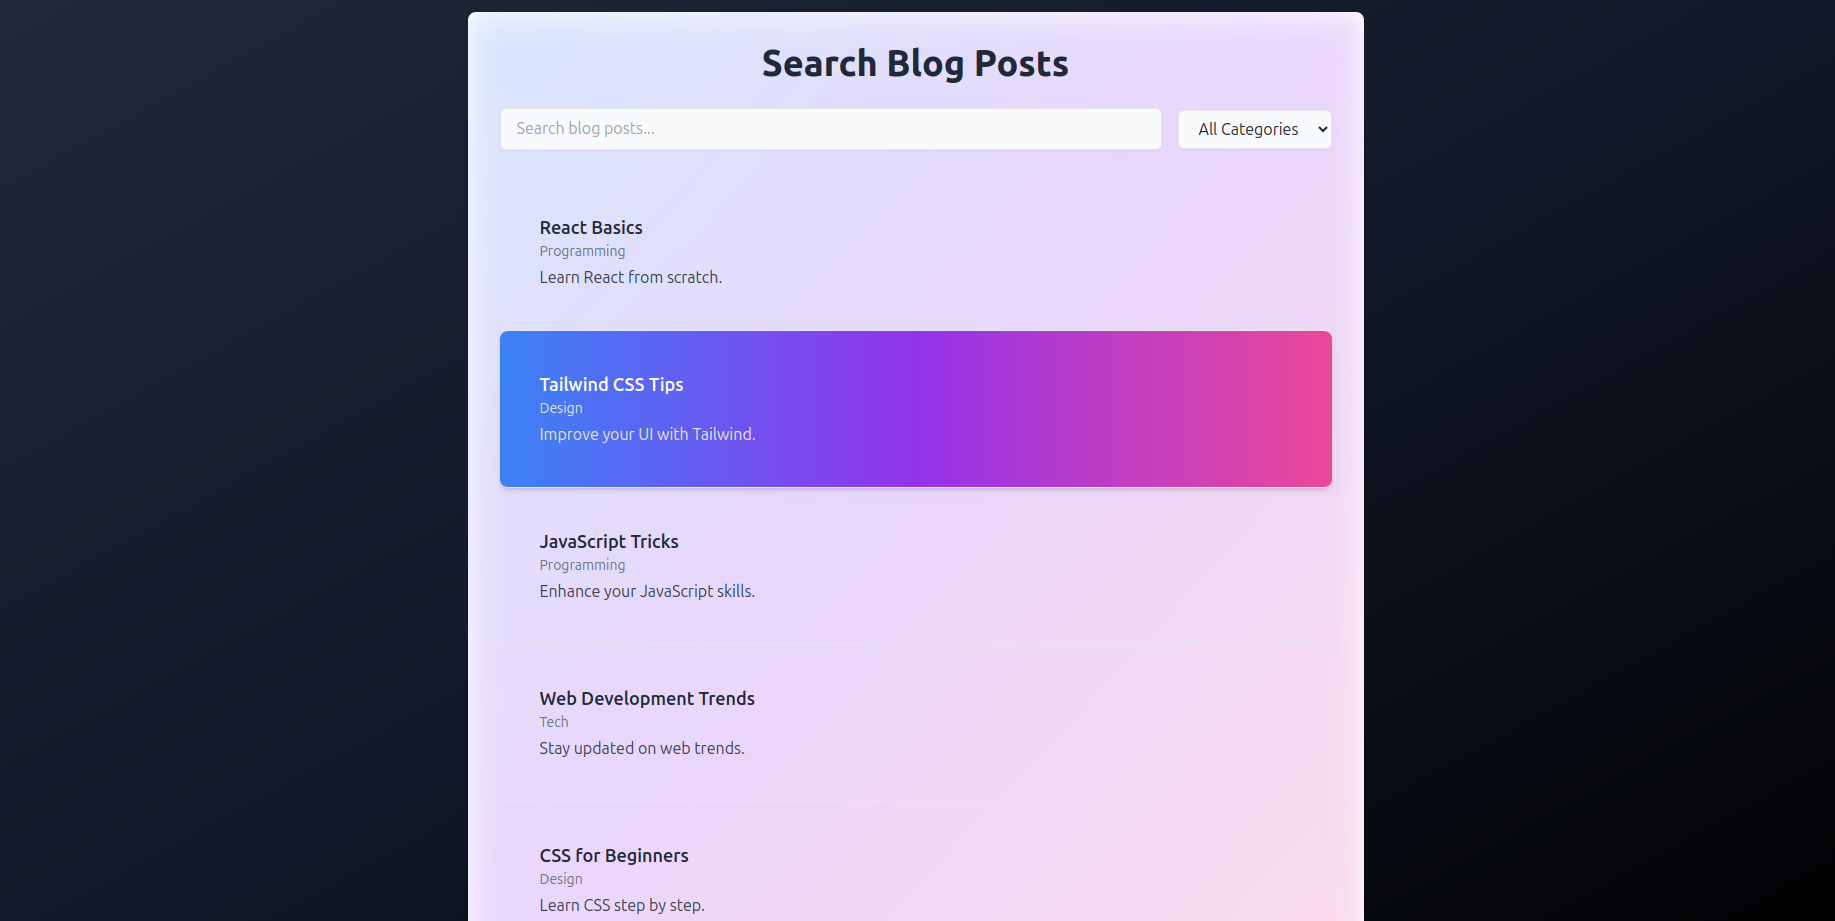 Search Blog Posts
Search blog posts...
All Categories
React Basics
Programming
Learn React from scratch.
Tailwind CSS Tips
Design
Improve your UI with Tailwind.
JavaScript Tricks
Programming
Enhance your JavaScript skills.
Web Development Trends
Tech
Stay updated on web trends.
CSS for Beginners
Design
Learn CSS step by step.